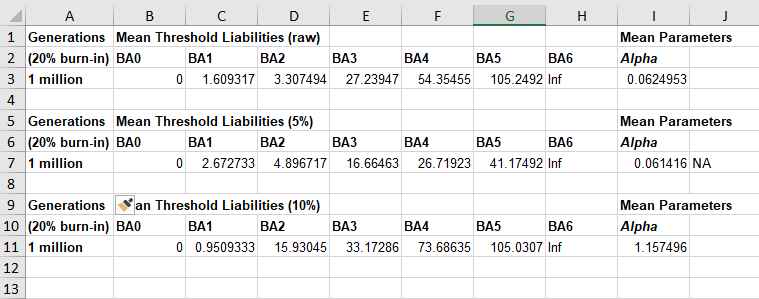 A B C D E F G H I J
1 Generations Mean Threshold Liabilities (raw) Mean Parameters
2 (20% burn-in) BA0 BA1 BA2 BA3 BA4 BA5 BA6 Alpha
3 1 million 0 1.609317 3.307494 27.23947 54.35455 105.2492 Inf 0.0624953
4
5 Generations Mean Threshold Liabilities (5%) Mean Parameters
6 (20% burn-in) BA0 BA1 BA2 BA3 BA4 BA5 BA6 Alpha
7 1 million 0 2.672733 4.896717 16.66463 26.71923 41.17492 Inf 0.061416 NA
8
9 Generations an Threshold Liabilities (10%) Mean Parameters
10 (20% burn-in) BA0 BA1 BA2 BA3 BA4 BA5 BA6 Alpha
11 1 million 0 0.9509333 15.93045 33.17286 73.68635 105.0307 Inf 1.157496
12
13